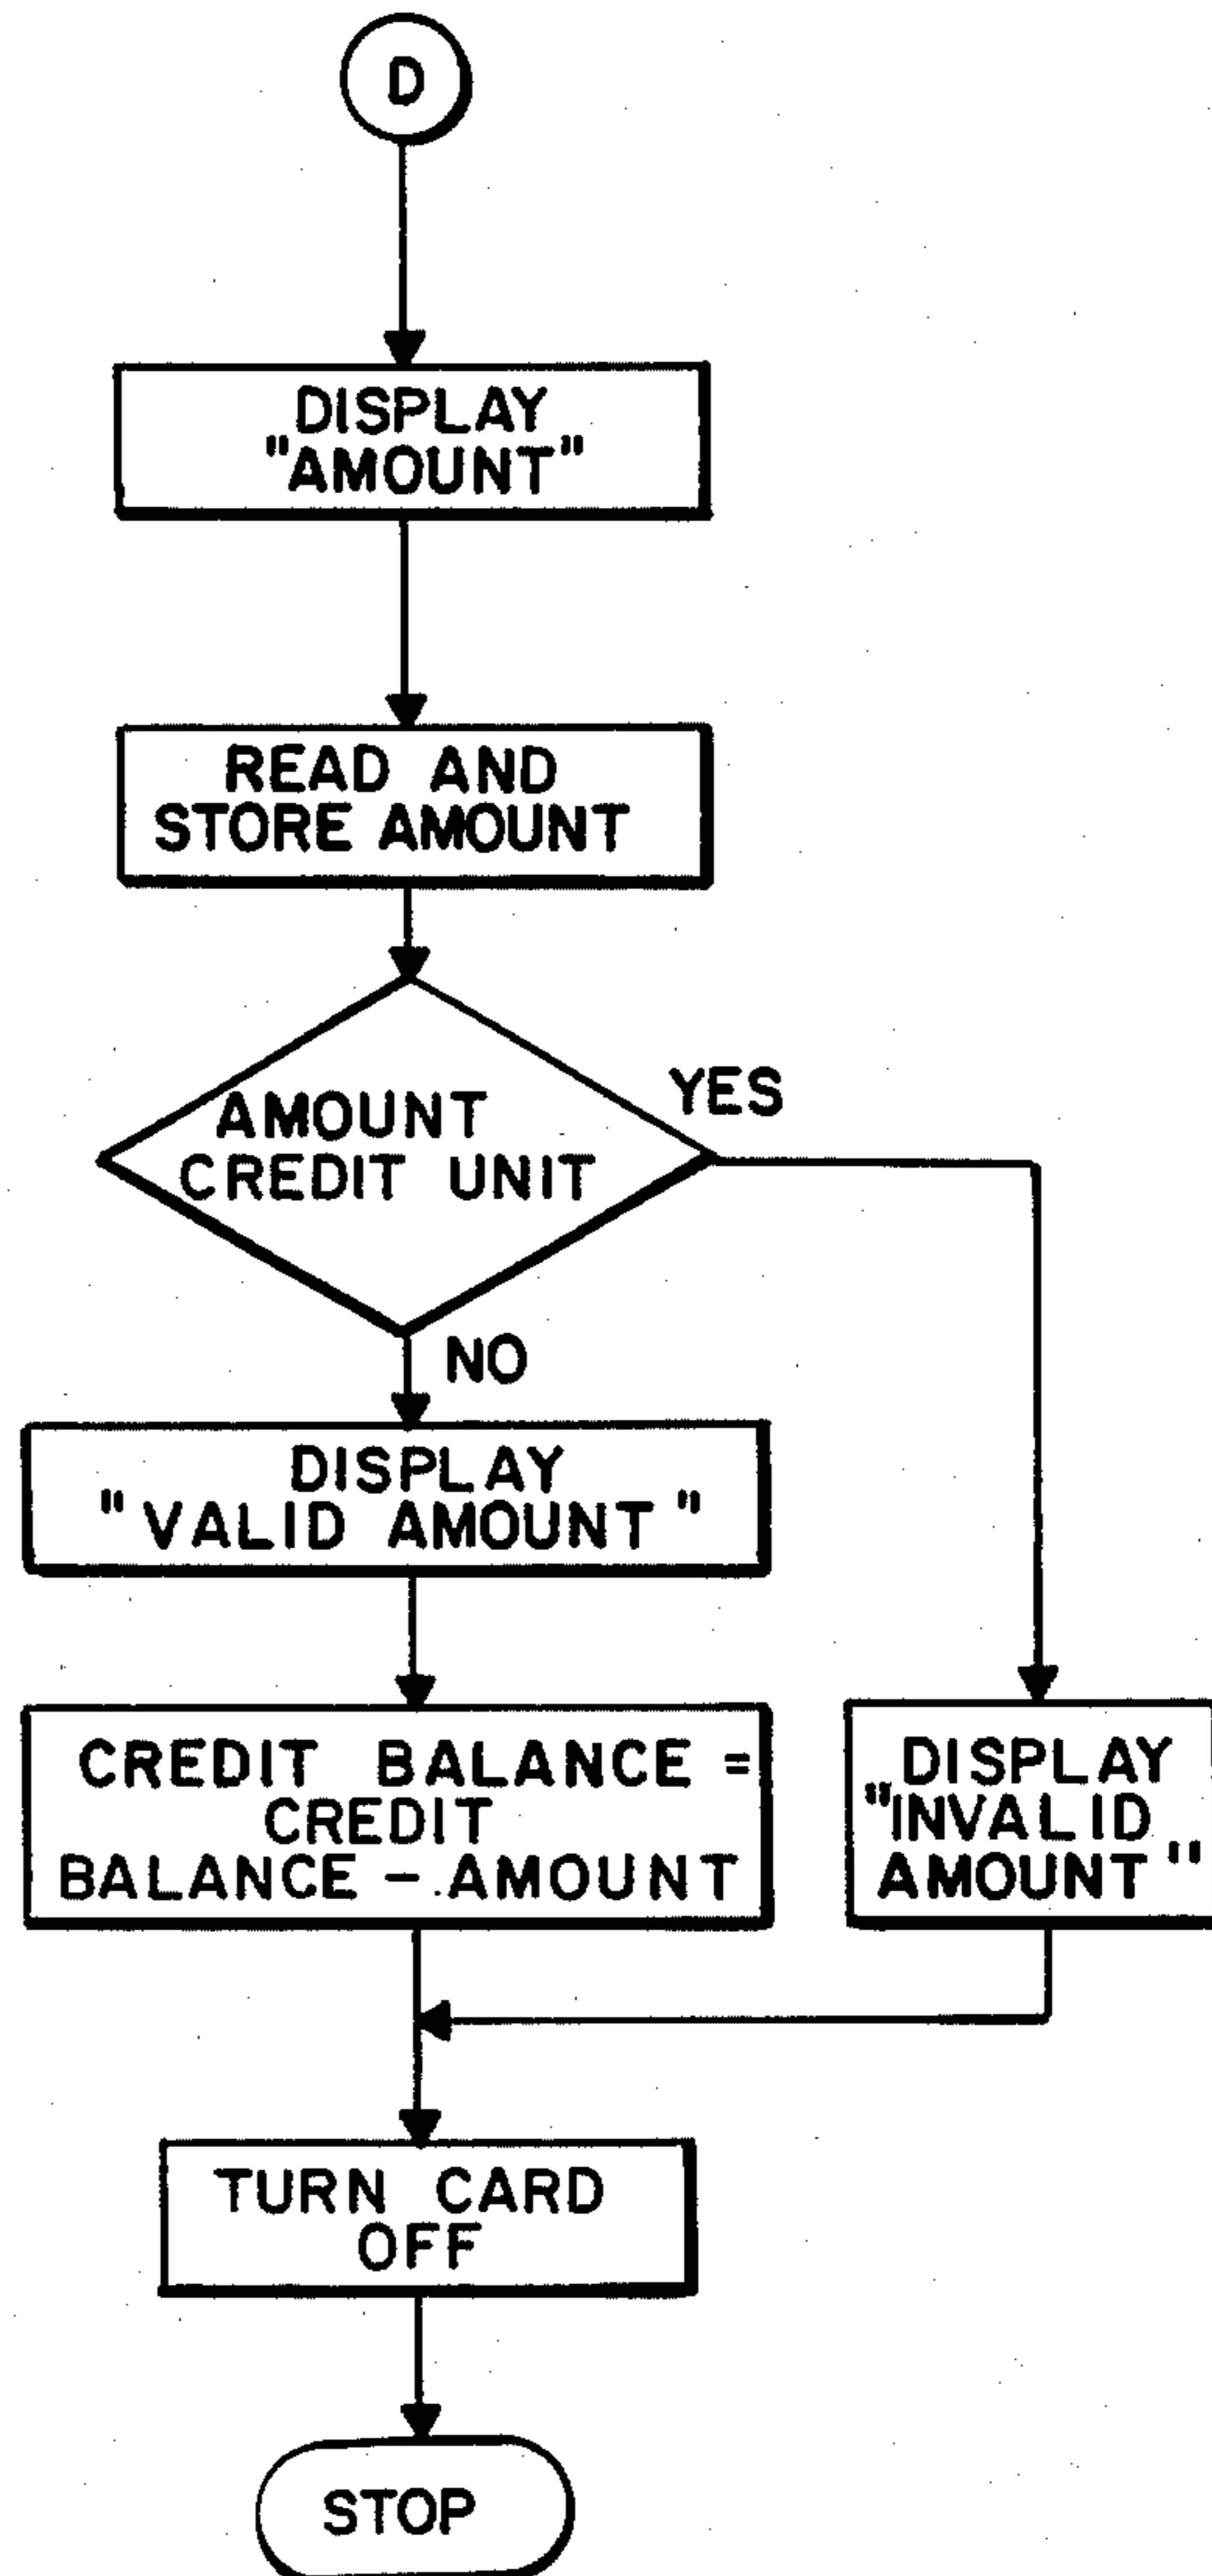 D
DISPLAY
"AMOUNT"
READ AND
STORE AMOUNT
AMOUNT
CREDIT UNIT
YES
NO
DISPLAY
"VALID AMOUNT"
CREDIT BALANCE =
CREDIT
BALANCE - AMOUNT
DISPLAY
"INVALID
AMOUNT"
TURN CARD
OFF
STOP